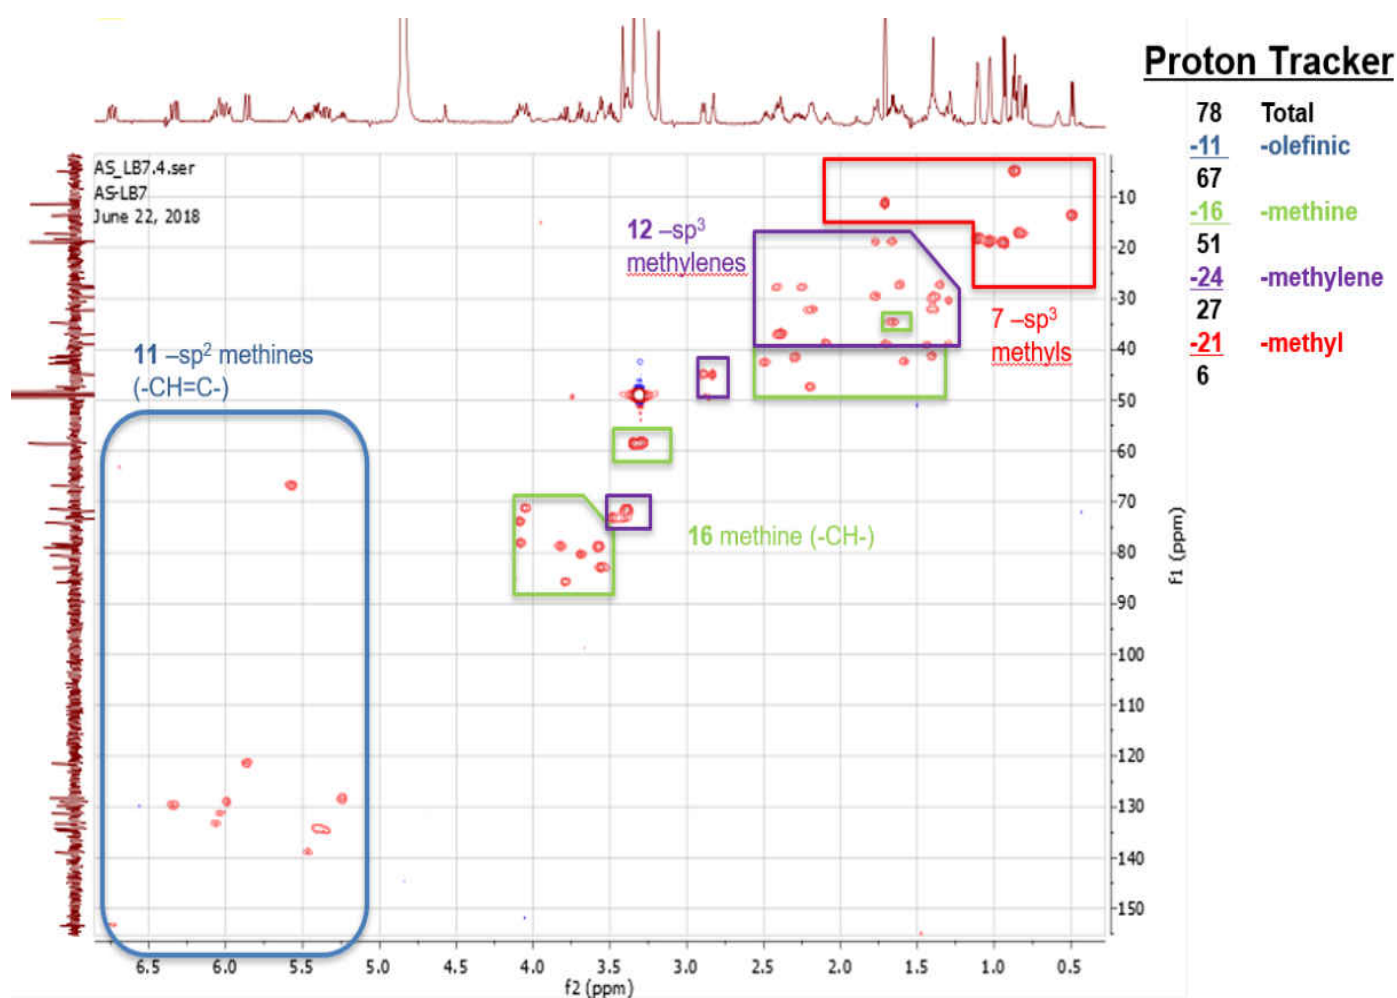 Proton Tracker
78 Total
-11 -olefinic
67
-16 -methine
51
-24 -methylene
27
-21 -methyl
6
AS_LB7.4.ser
AS-LB7
June 22, 2018
12 –sp³
methylenes
7 –sp³
methyls
11 –sp² methines
(-CH=C-)
16 methine (-CH-)
10
20
30
40
50
60
70
80
90
100
110
120
130
140
150
f1 (ppm)
6.5 6.0 5.5 5.0 4.5 4.0 3.5 3.0 2.5 2.0 1.5 1.0 0.5
f2 (ppm)